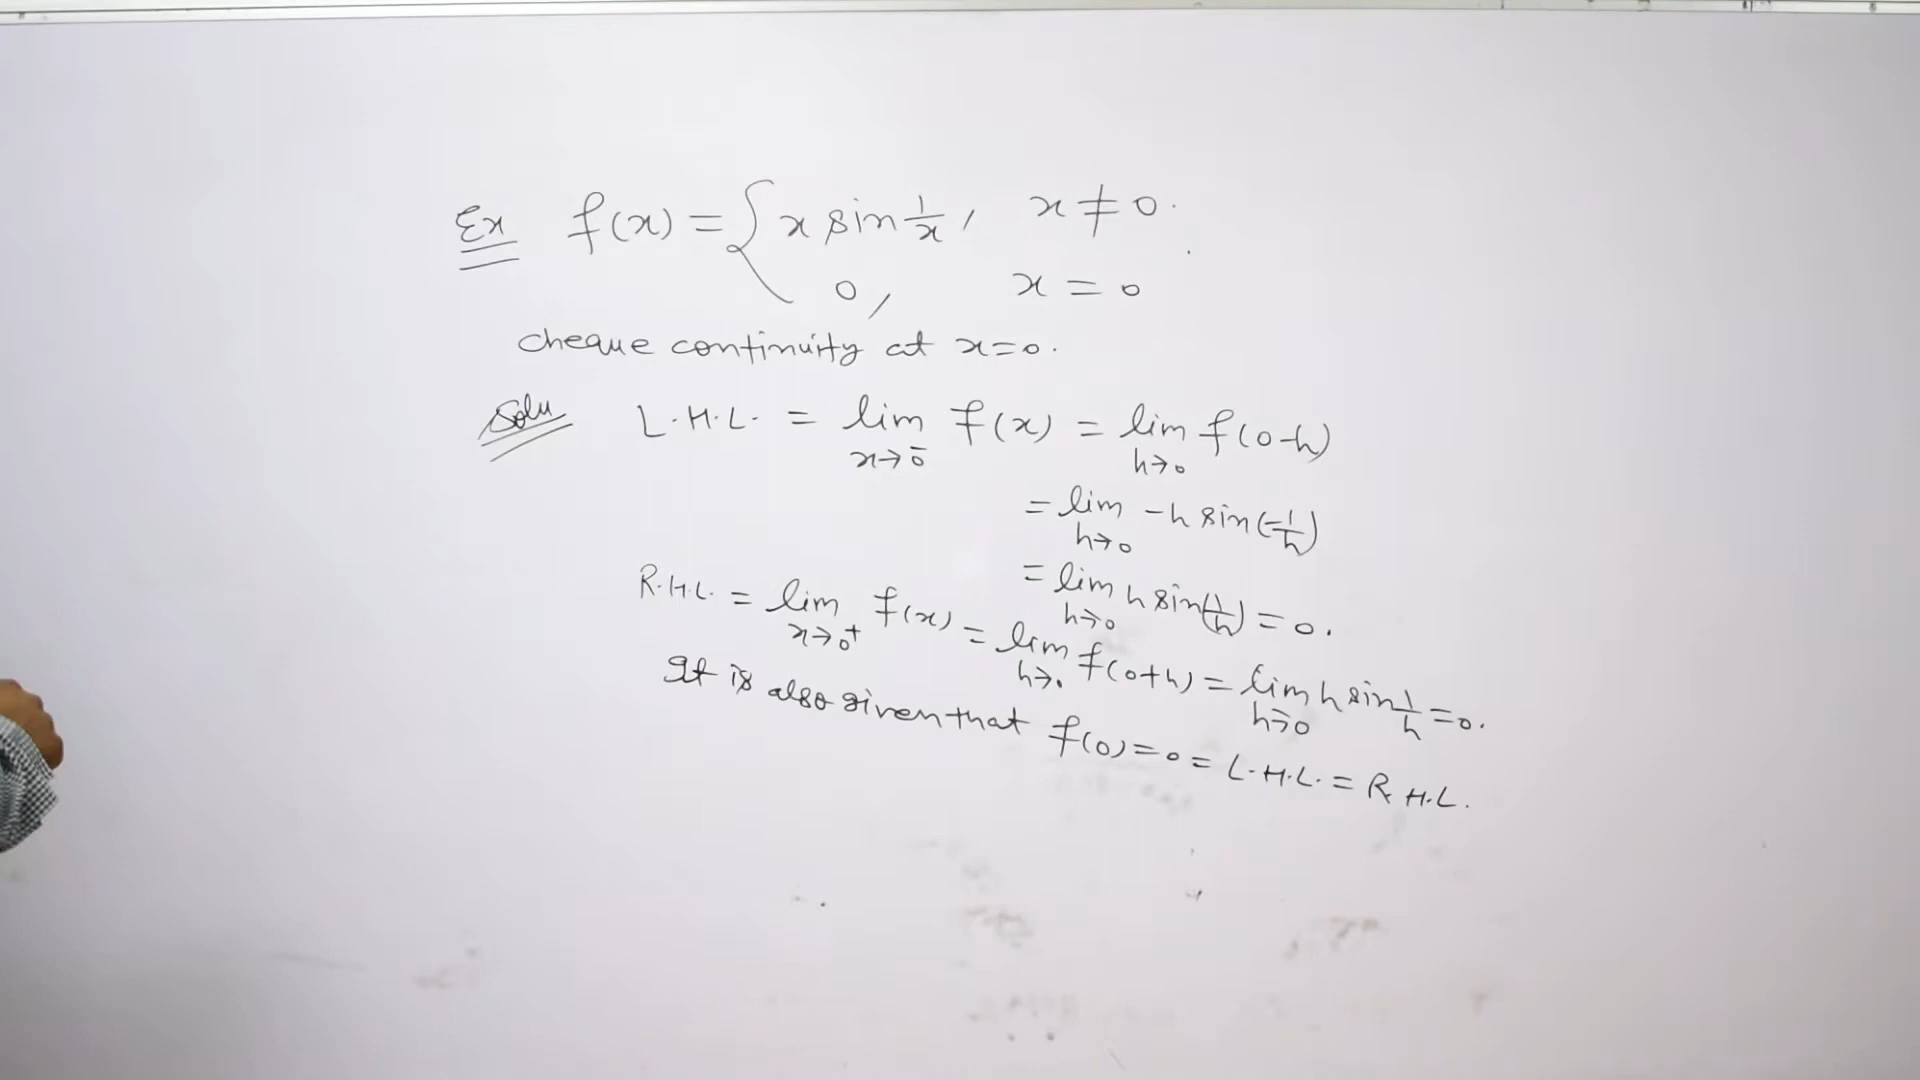 Ex f(x) = { x sin 1/x, x ≠ 0.
0, x = 0
cheque continuity at x=0.
Solu L.H.L. = lim x→0⁻ f(x) = lim h→0 f(0-h)
= lim h→0 -h sin(-1/h)
= lim h→0 h sin(1/h) = 0.
R.H.L. = lim x→0⁺ f(x) = lim h→0 f(0+h) = lim h→0 h sin 1/h = 0.
It is also given that f(0) = 0 = L.H.L. = R.H.L.